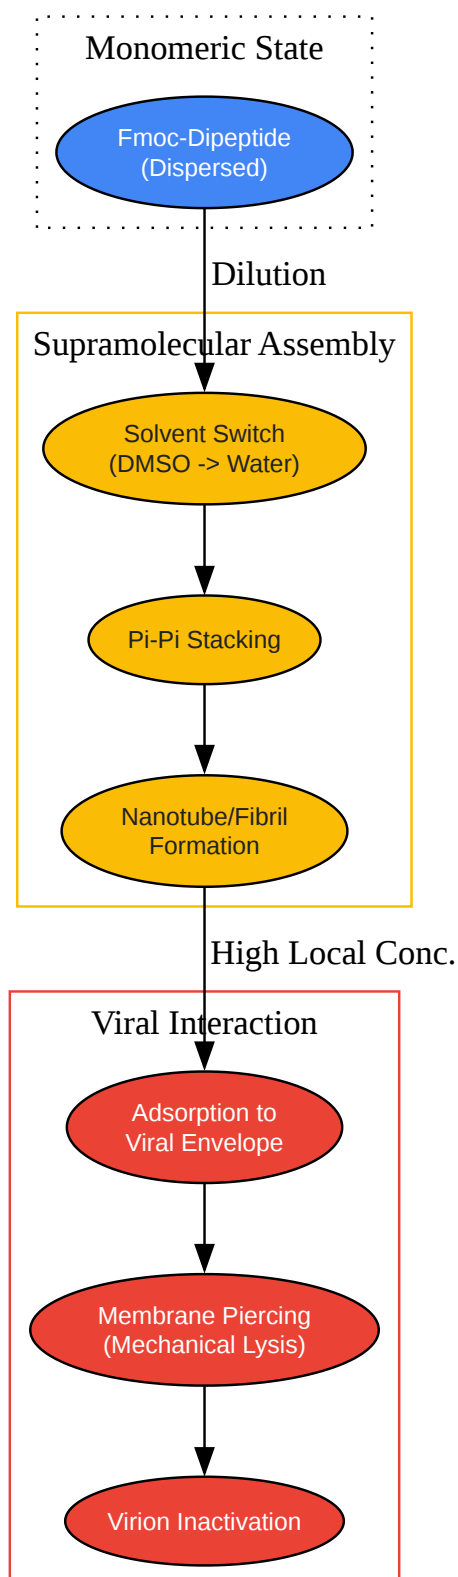 Monomeric State
Fmoc-Dipeptide
(Dispersed)
Dilution
Supramolecular Assembly
Solvent Switch
(DMSO -> Water)
Pi-Pi Stacking
Nanotube/Fibril
Formation
High Local Conc.
Viral Interaction
Adsorption to
Viral Envelope
Membrane Piercing
(Mechanical Lysis)
Virion Inactivation